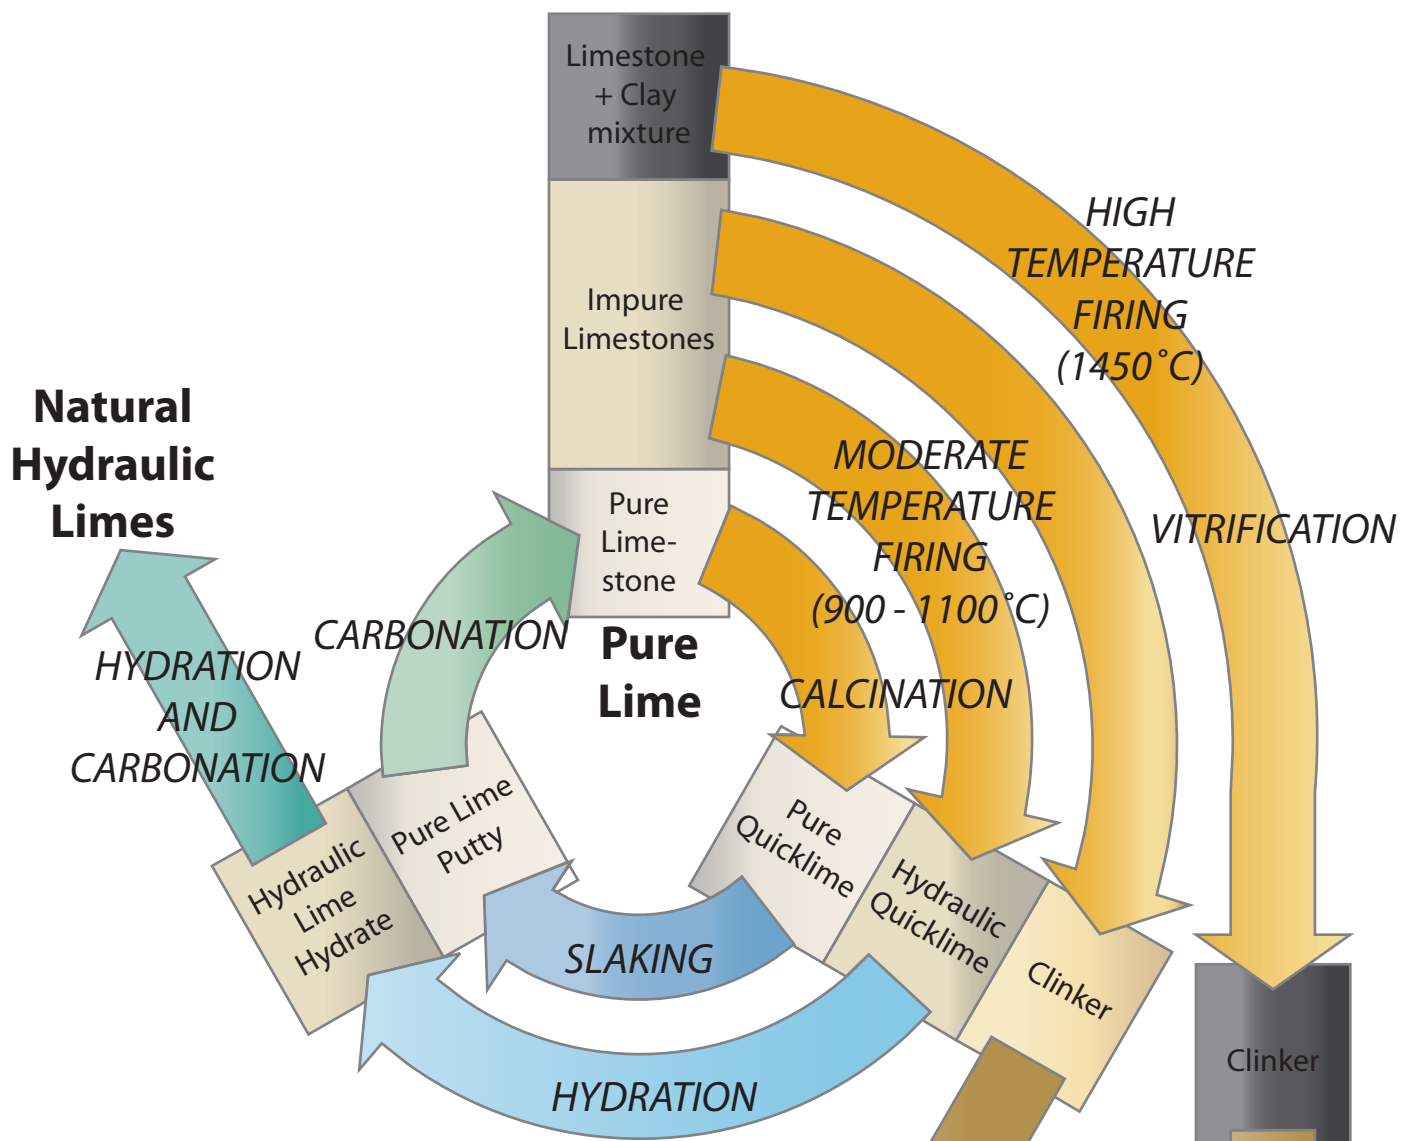 Limestone
+ Clay
mixture
HIGH
TEMPERATURE
FIRING
(1450˚C)
Impure
Limestones
Natural
Hydraulic
Limes
MODERATE
TEMPERATURE
FIRING
(900 - 1100˚C)
VITRIFICATION
Pure
Lime-
stone
CARBONATION
Pure
Lime
HYDRATION
AND
CARBONATION
CALCINATION
Pure Lime
Putty
Pure
Quicklime
Hydraulic
Lime
Hydrate
Hydraulic
Quicklime
SLAKING
Clinker
Clinker
HYDRATION